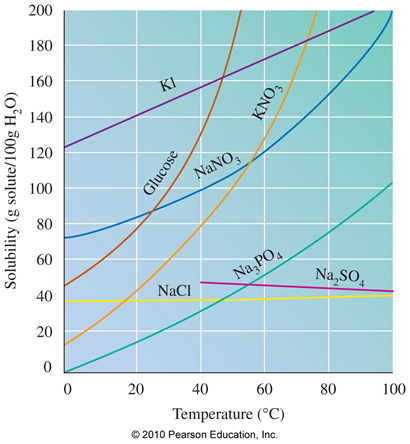 200
180
160
140
120
100
80
60
40
20
0
Solubility (g solute/100g H₂O)
KI
Glucose
KNO₃
NaNO₃
Na₃PO₄
Na₂SO₄
NaCl
0 20 40 60 80 100
Temperature (°C)
© 2010 Pearson Education, Inc.